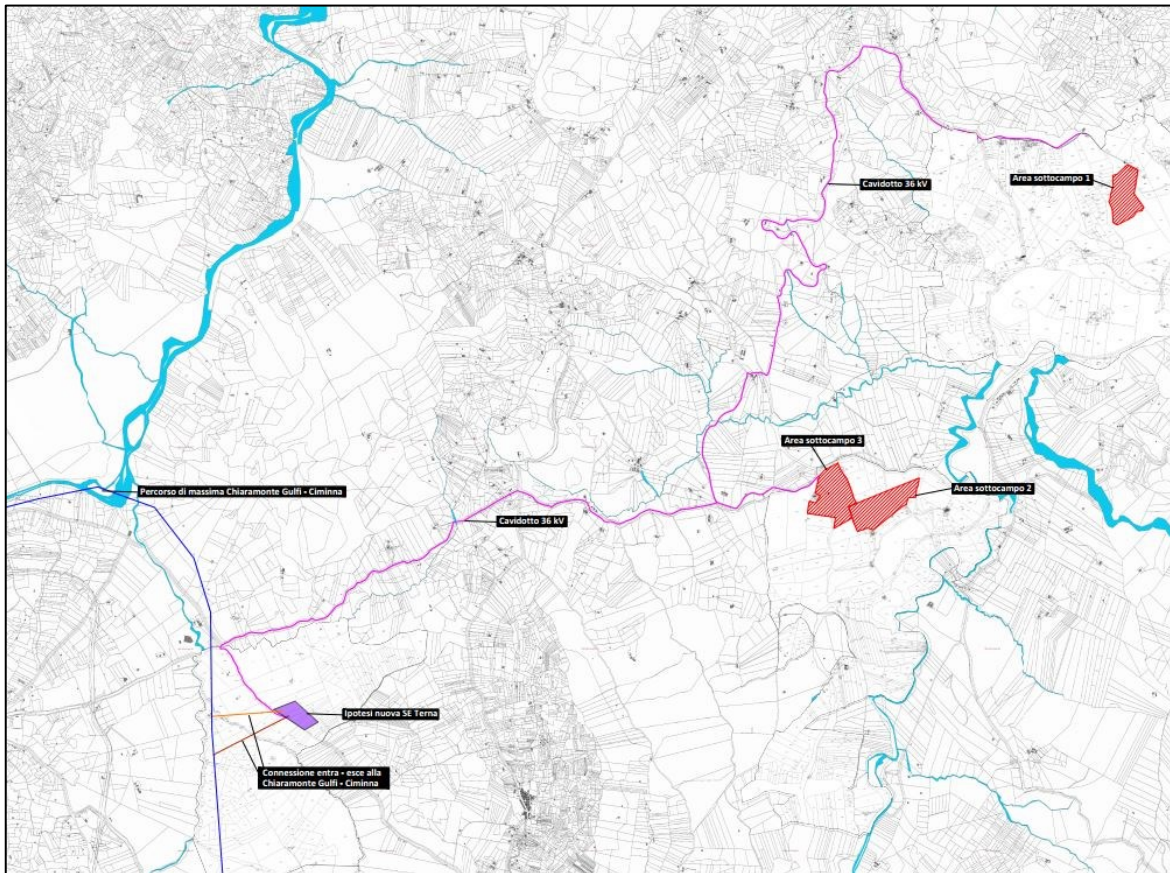 Cavidotto 36 kV
Area sottocampo 1
Area sottocampo 3
Area sottocampo 2
Percorso di massima Chiaramonte Gulfi - Ciminna
Cavidotto 36 kV
Ipotesi nuova SE Terna
Connessione entra - esce alla
Chiaramonte Gulfi - Ciminna